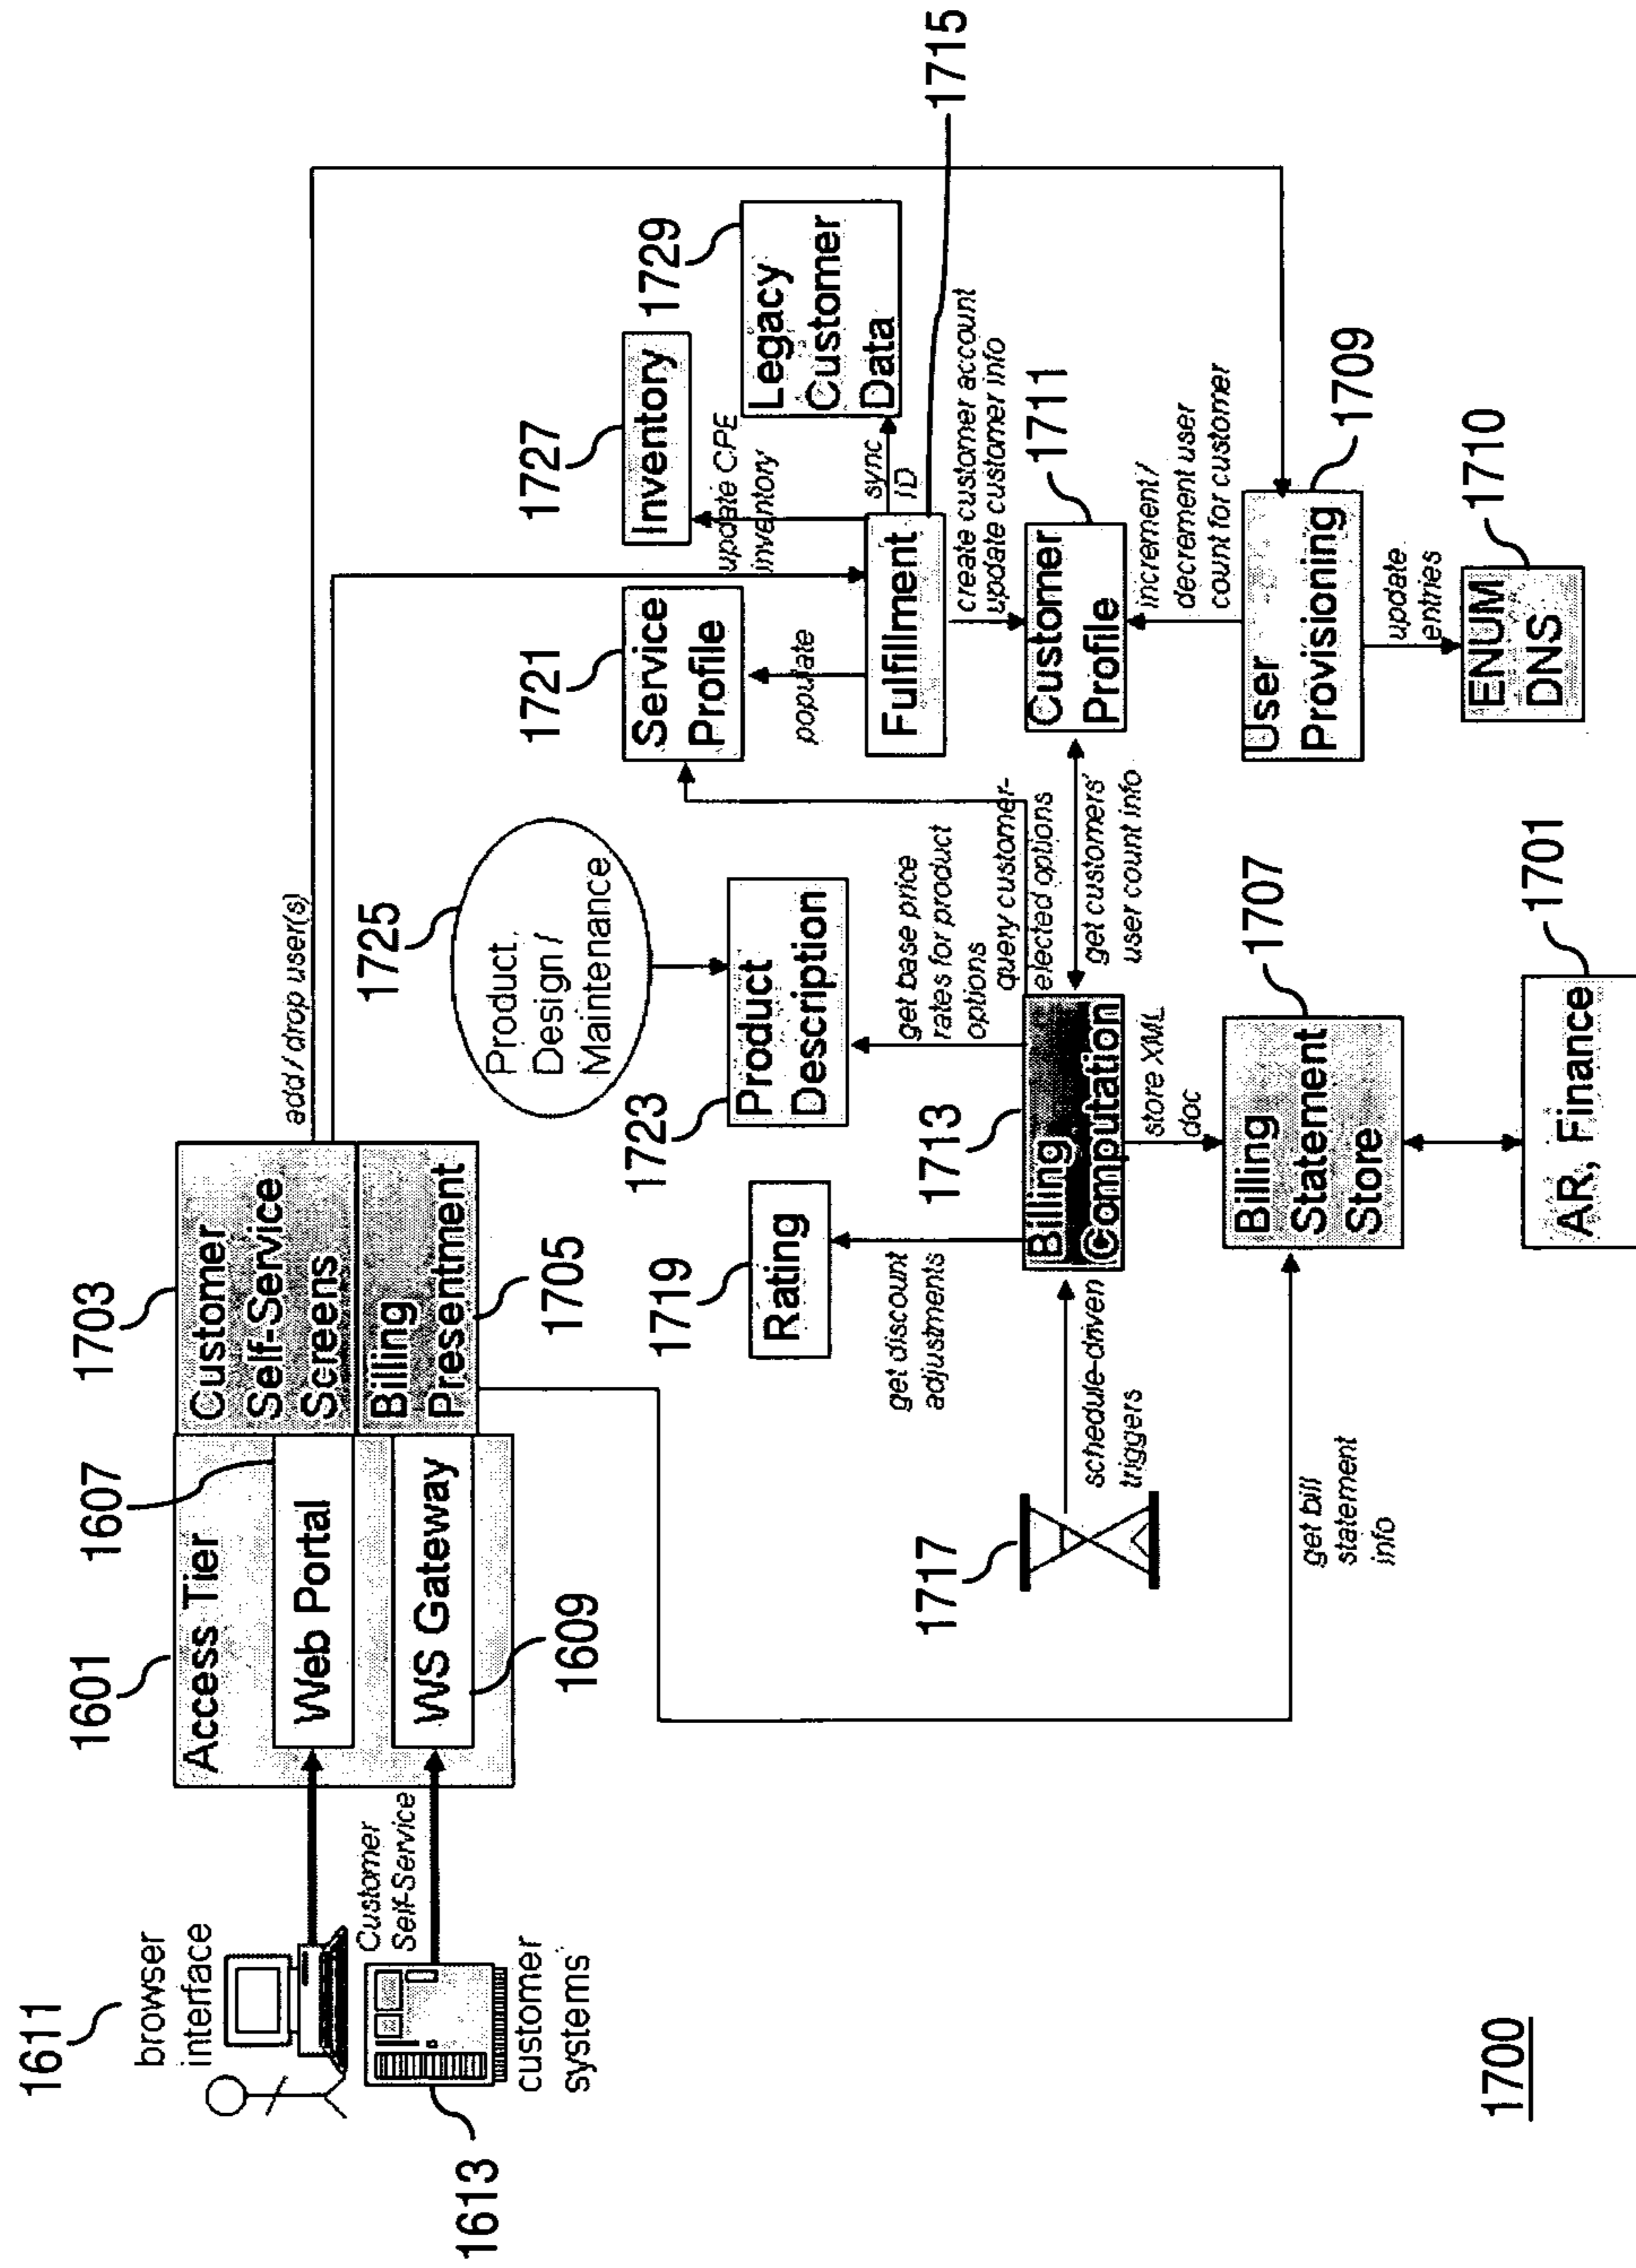 1611
browser
interface
1613
customer
systems
Customer
Self-Service
1601
Access Tier
1607
Web Portal
WS Gateway
1609
1703
Customer
Self-Service
Screens
Billing
Presentment
1705
add / drop user(s)
1725
Product
Design /
Maintenance
1723
Product
Description
1721
Service
Profile
1727
Inventory
1729
Legacy
Customer
Data
update CPE
inventory
sync
ID
populate
Fulfillment
1715
create customer account
update customer info
1719
Rating
get discount
adjustments
get base price
rates for product
options
query customer-
elected options
1717
schedule-driven
triggers
1713
Billing
Computation
get customers'
user count info
Customer
Profile
1711
increment /
decrement user
count for customer
store XML
doc
get bill
statement
info
Billing
Statement
Store
1707
User
Provisioning
1709
update
entries
ENUM
DNS
1710
AR, Finance
1701
1700